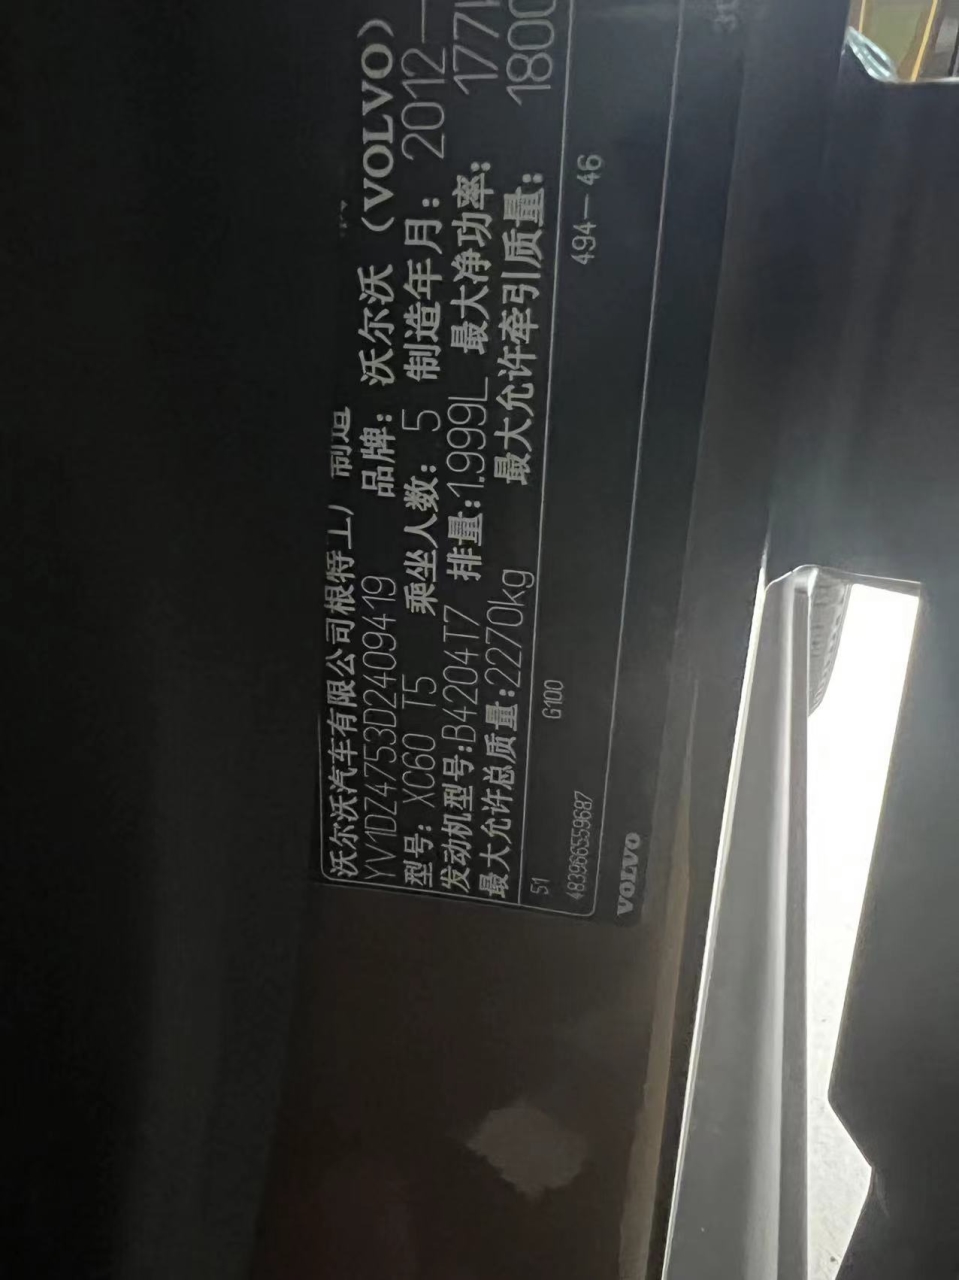 沃尔沃汽车有限公司根特工厂制造
YV1DZ4753D2409419 品牌: 沃尔沃 (VOLVO)
型号: XC60 T5 乘坐人数: 5 制造年月: 2012-
发动机型号:B4204T7 排量:1.999L 最大净功率: 177
最大允许总质量:2270kg 最大允许牵引质量: 1800
51 G100 494-46
483966559687
VOLVO